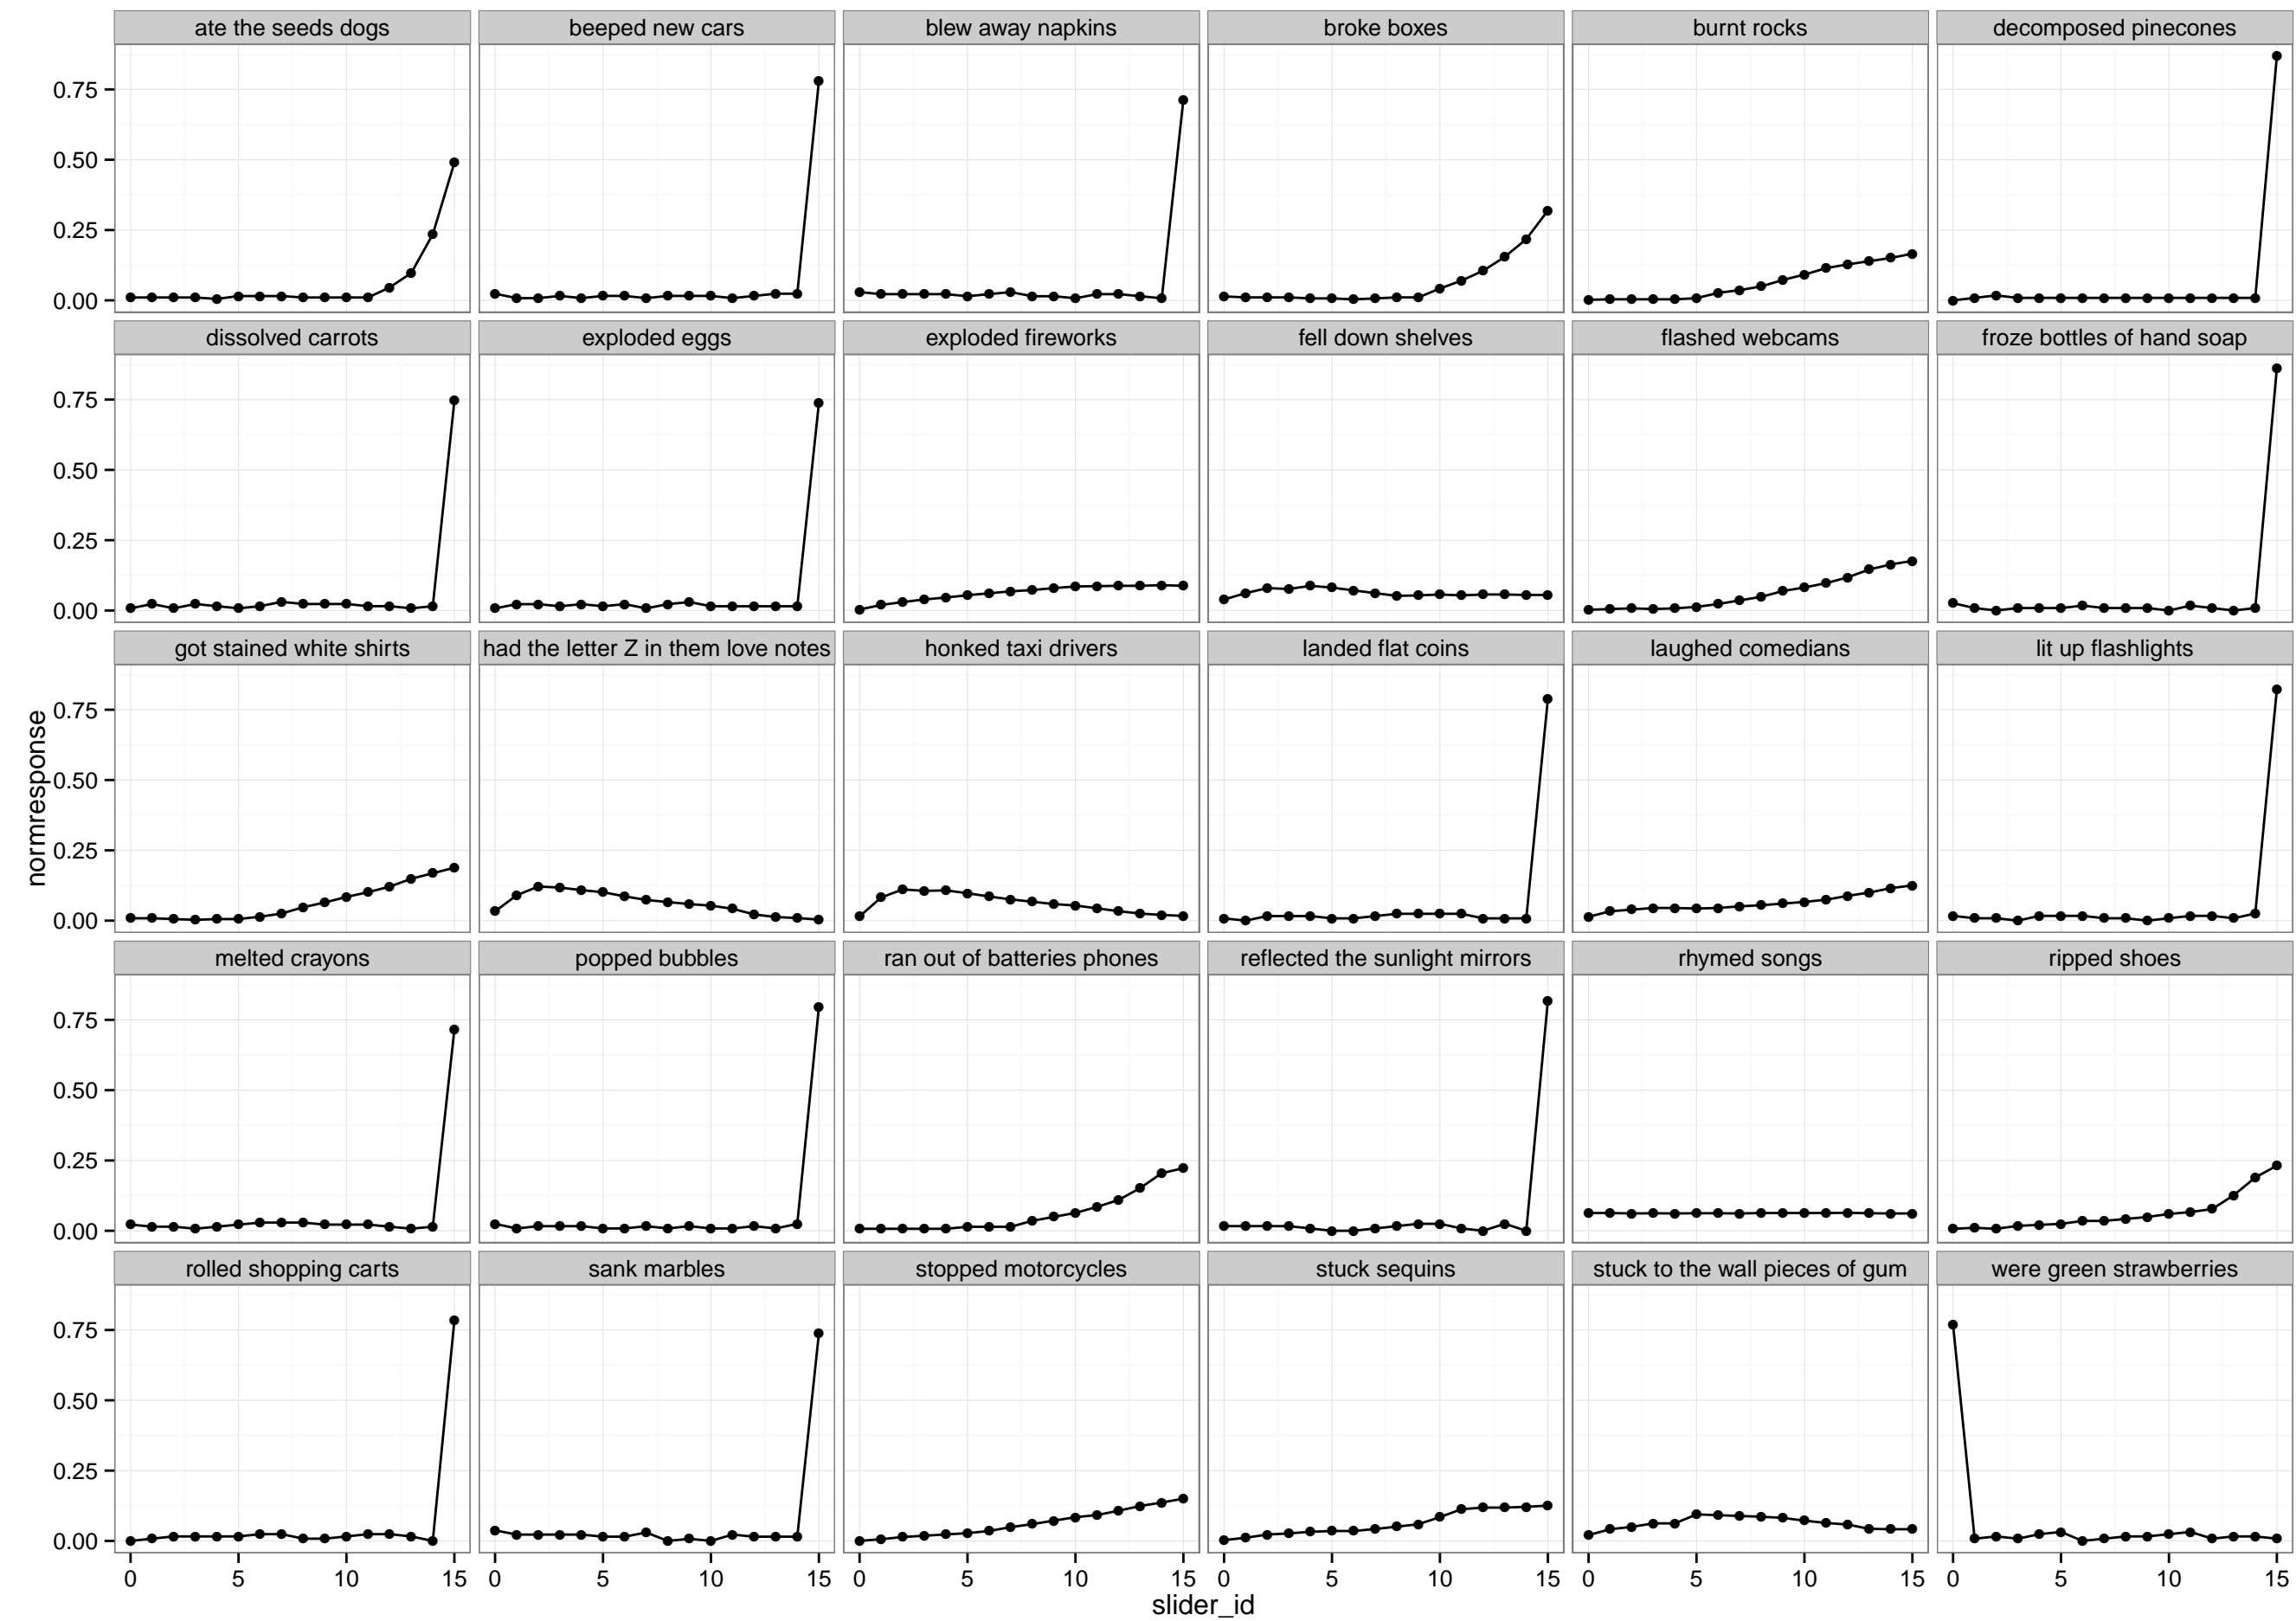 ate the seeds dogs beeped new cars blew away napkins broke boxes burnt rocks decomposed pinecones
0.75
0.50
0.25
0.00
dissolved carrots exploded eggs exploded fireworks fell down shelves flashed webcams froze bottles of hand soap
0.75
0.50
0.25
0.00
got stained white shirts had the letter Z in them love notes honked taxi drivers landed flat coins laughed comedians lit up flashlights
0.75
0.50
0.25
0.00
normresponse
melted crayons popped bubbles ran out of batteries phones reflected the sunlight mirrors rhymed songs ripped shoes
0.75
0.50
0.25
0.00
rolled shopping carts sank marbles stopped motorcycles stuck sequins stuck to the wall pieces of gum were green strawberries
0.75
0.50
0.25
0.00
0 5 10 15 0 5 10 15 0 5 10 15 0 5 10 15 0 5 10 15 0 5 10 15
slider_id